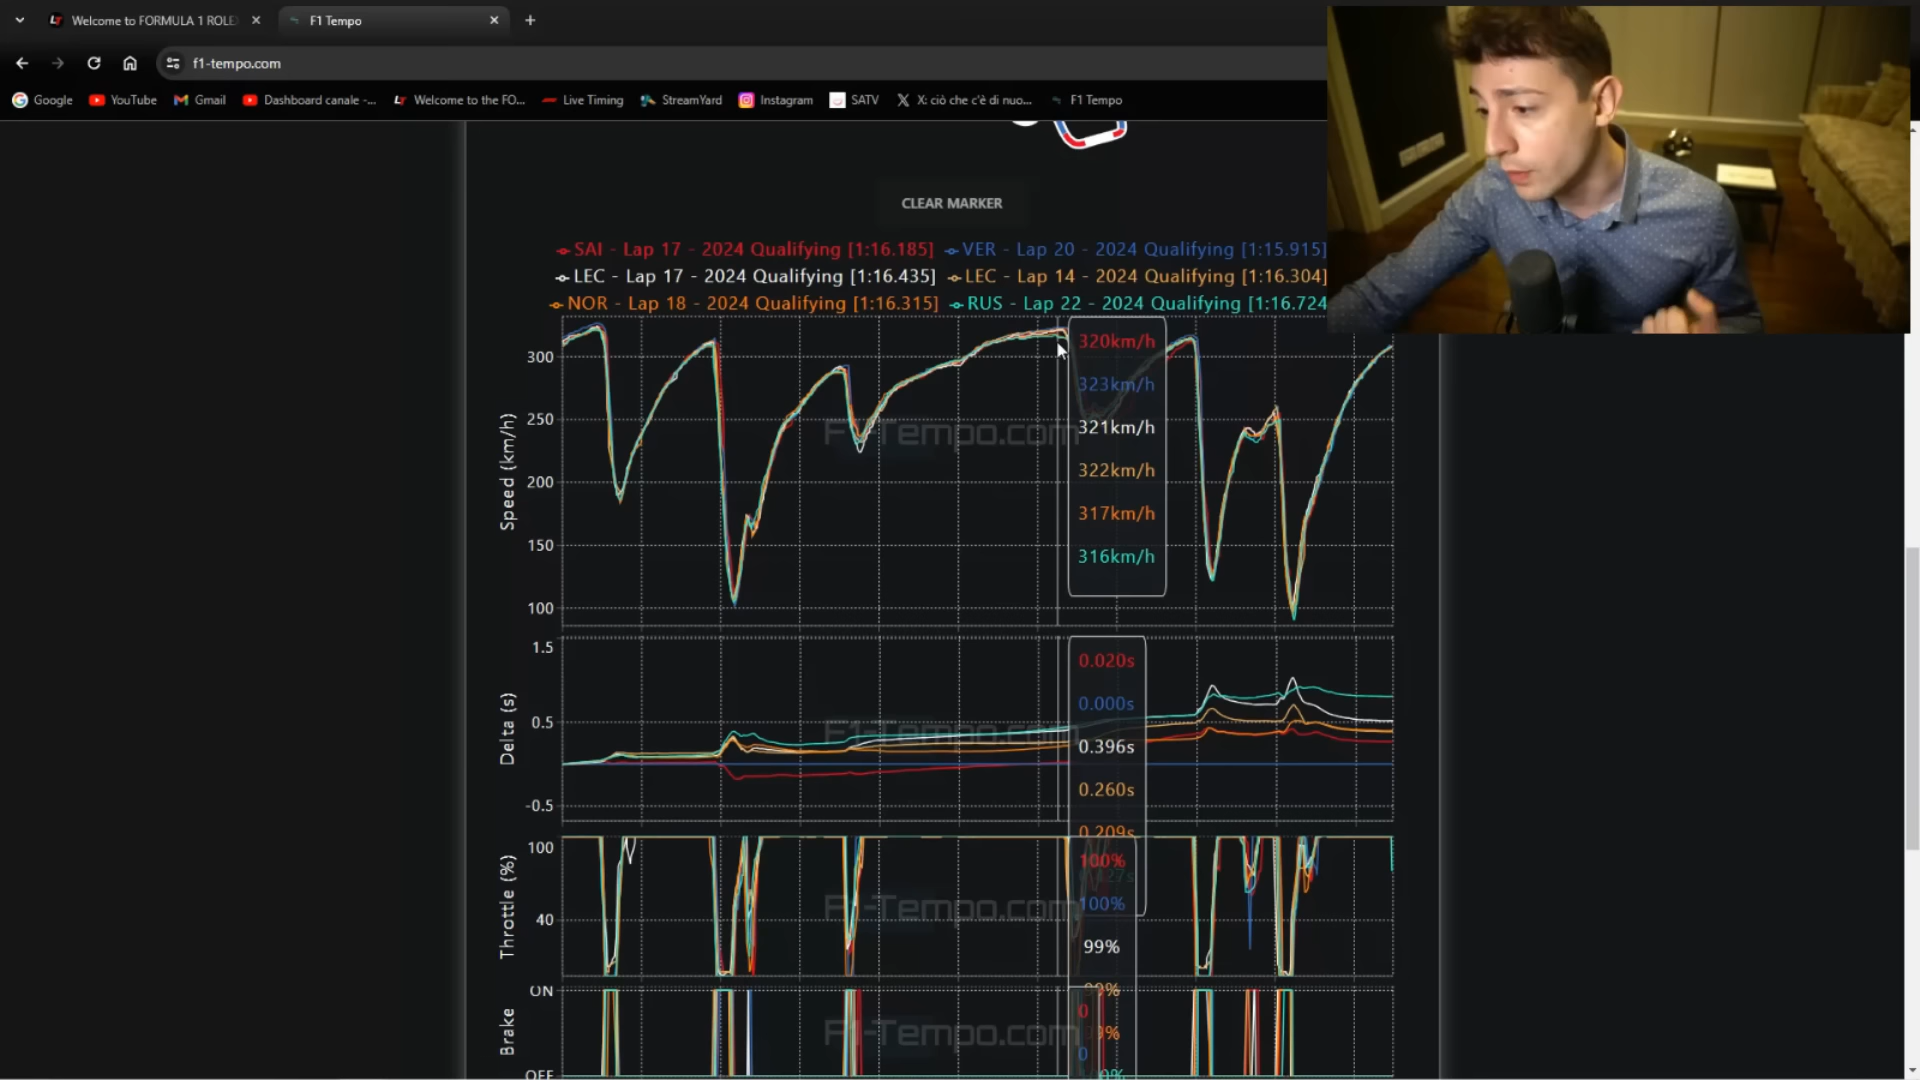 Welcome to FORMULA 1 ROLE
F1 Tempo
f1-tempo.com
Google
YouTube
Gmail
Dashboard canale -...
Welcome to the FO...
Live Timing
StreamYard
Instagram
SATV
X: ciò che c'è di nuo...
F1 Tempo
CLEAR MARKER
SAI - Lap 17 - 2024 Qualifying [1:16.185]
VER - Lap 20 - 2024 Qualifying [1:15.915]
LEC - Lap 17 - 2024 Qualifying [1:16.435]
LEC - Lap 14 - 2024 Qualifying [1:16.304]
NOR - Lap 18 - 2024 Qualifying [1:16.315]
RUS - Lap 22 - 2024 Qualifying [1:16.724
Speed (km/h)
300
250
200
150
100
F1-Tempo.com
320km/h
323km/h
321km/h
322km/h
317km/h
316km/h
Delta (s)
1.5
0.5
-0.5
F1-Tempo.com
0.020s
0.000s
0.396s
0.260s
0.209s
Throttle (%)
100
40
F1-Tempo.com
100%
100%
99%
99%
Brake
ON
OFF
F1-Tempo.com
0
0